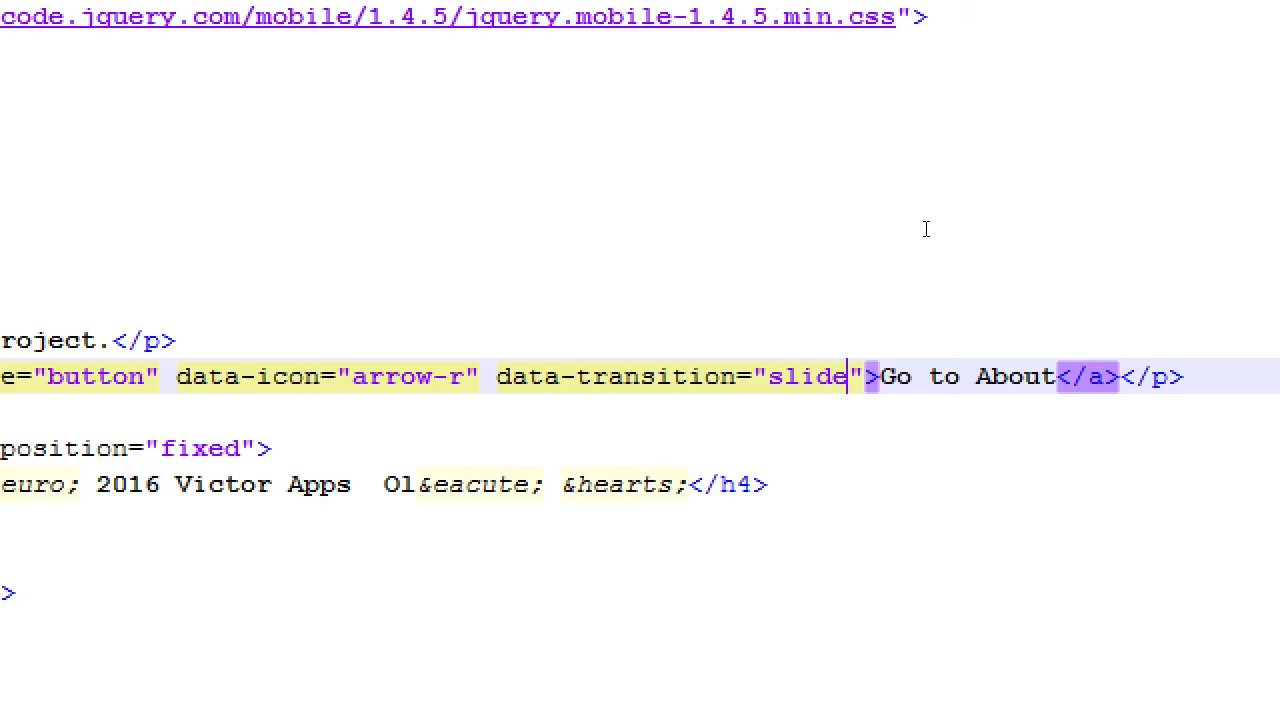 code.jquery.com/mobile/1.4.5/jquery.mobile-1.4.5.min.css">
roject.</p>
e="button" data-icon="arrow-r" data-transition="slide">Go to About</a></p>
position="fixed">
euro; 2016 Victor Apps  Ol&eacute; &hearts;</h4>
>